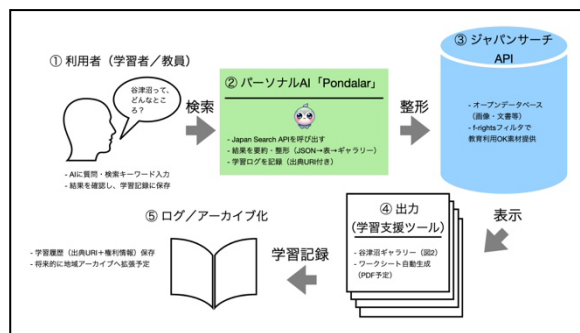 ① 利用者（学習者／教員）
谷津沼って、
どんなとこ
ろ？
- AIに質問・検索キーワード入力
- 結果を確認し、学習記録に保存
検索
② パーソナルAI「Pondalar」
- Japan Search APIを呼び出す
- 結果を要約・整形（JSON→表→ギャラリー）
- 学習ログを記録（出典URI付き）
整形
③ ジャパンサーチ
API
- オープンデータベース
（画像・文書等）
- f-rightsフィルタで
教育利用OK素材提供
表示
④ 出力
（学習支援ツール）
- 谷津沼ギャラリー（図2）
- ワークシート自動生成
（PDF予定）
学習記録
⑤ ログ／アーカイブ化
- 学習履歴（出典URI＋権利情報）保存
- 将来的に地域アーカイブへ拡張予定